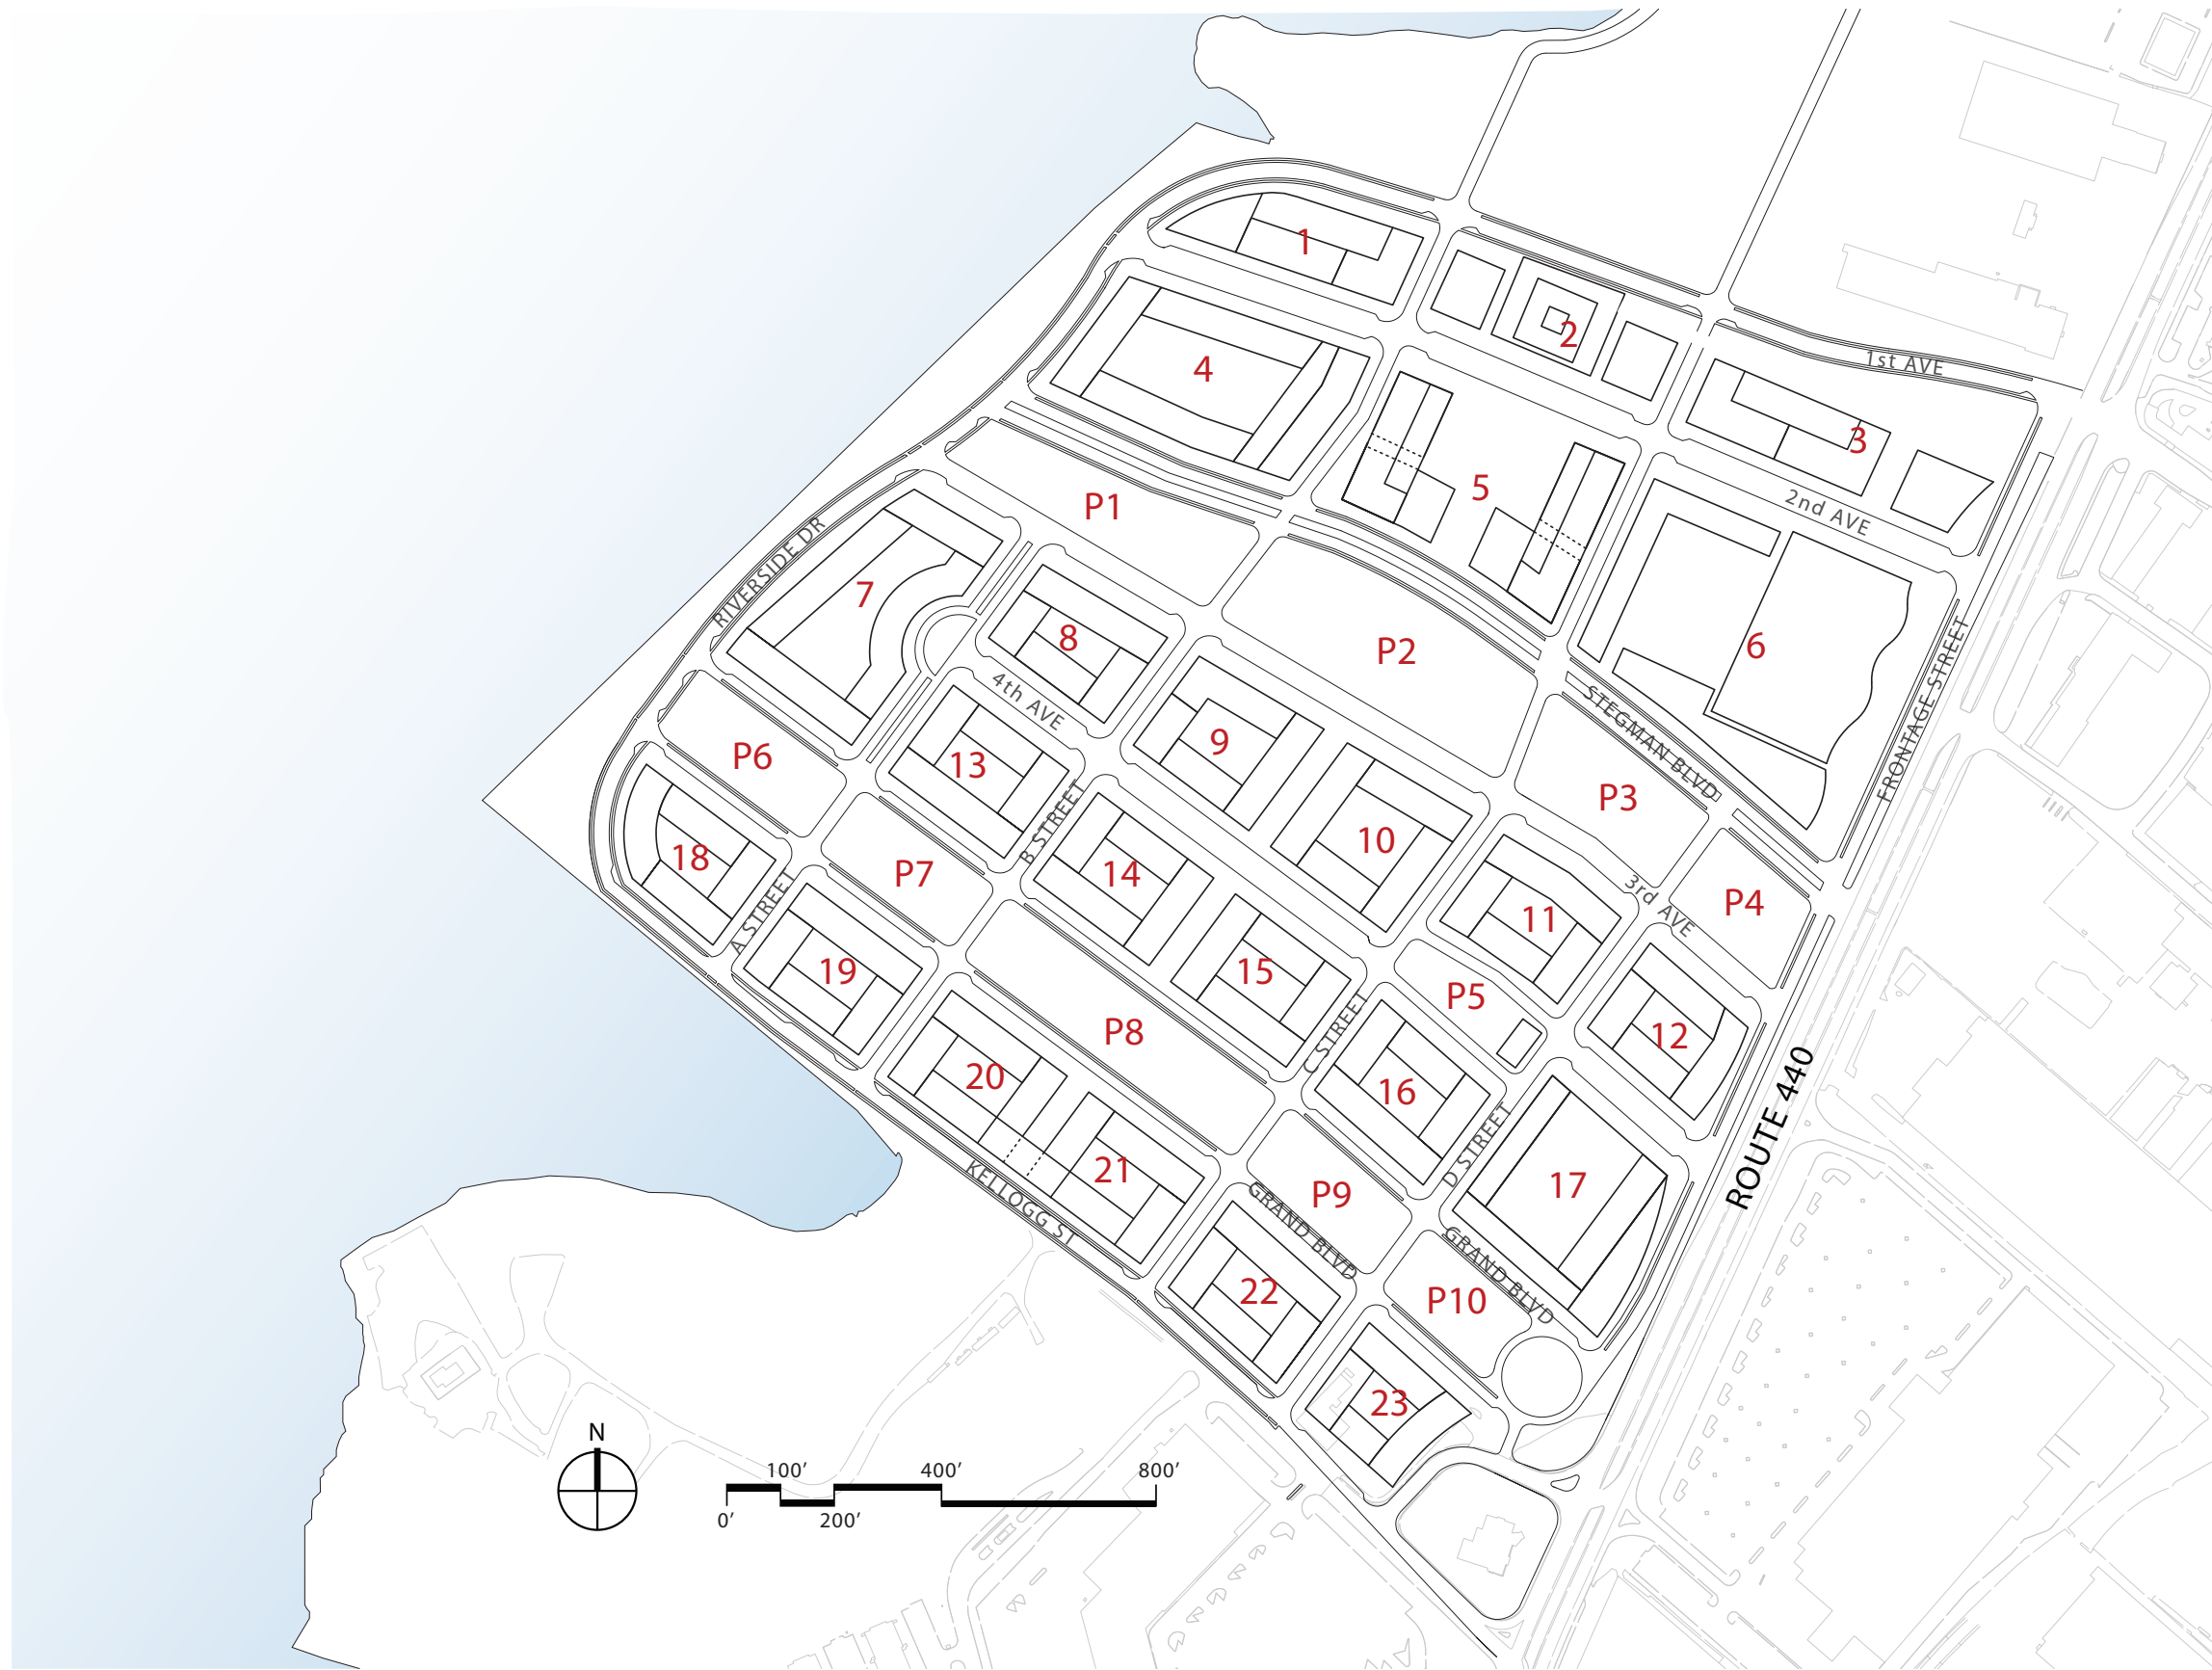 1
2
1st AVE
4
3
5
P1
2nd AVE
7
8
P2
6
RIVERSIDE DR
4th AVE
STEGMAN BLVD
FRONTAGE STREET
P6
13
9
P3
B STREET
10
18
P7
14
11
3rd AVE
P4
A STREET
19
15
P5
C STREET
12
P8
20
16
ROUTE 440
D STREET
21
KELLOGG ST
P9
17
GRAND BLVD
GRAND BLVD
22
P10
23
N
100’ 400’ 800’
0’ 200’